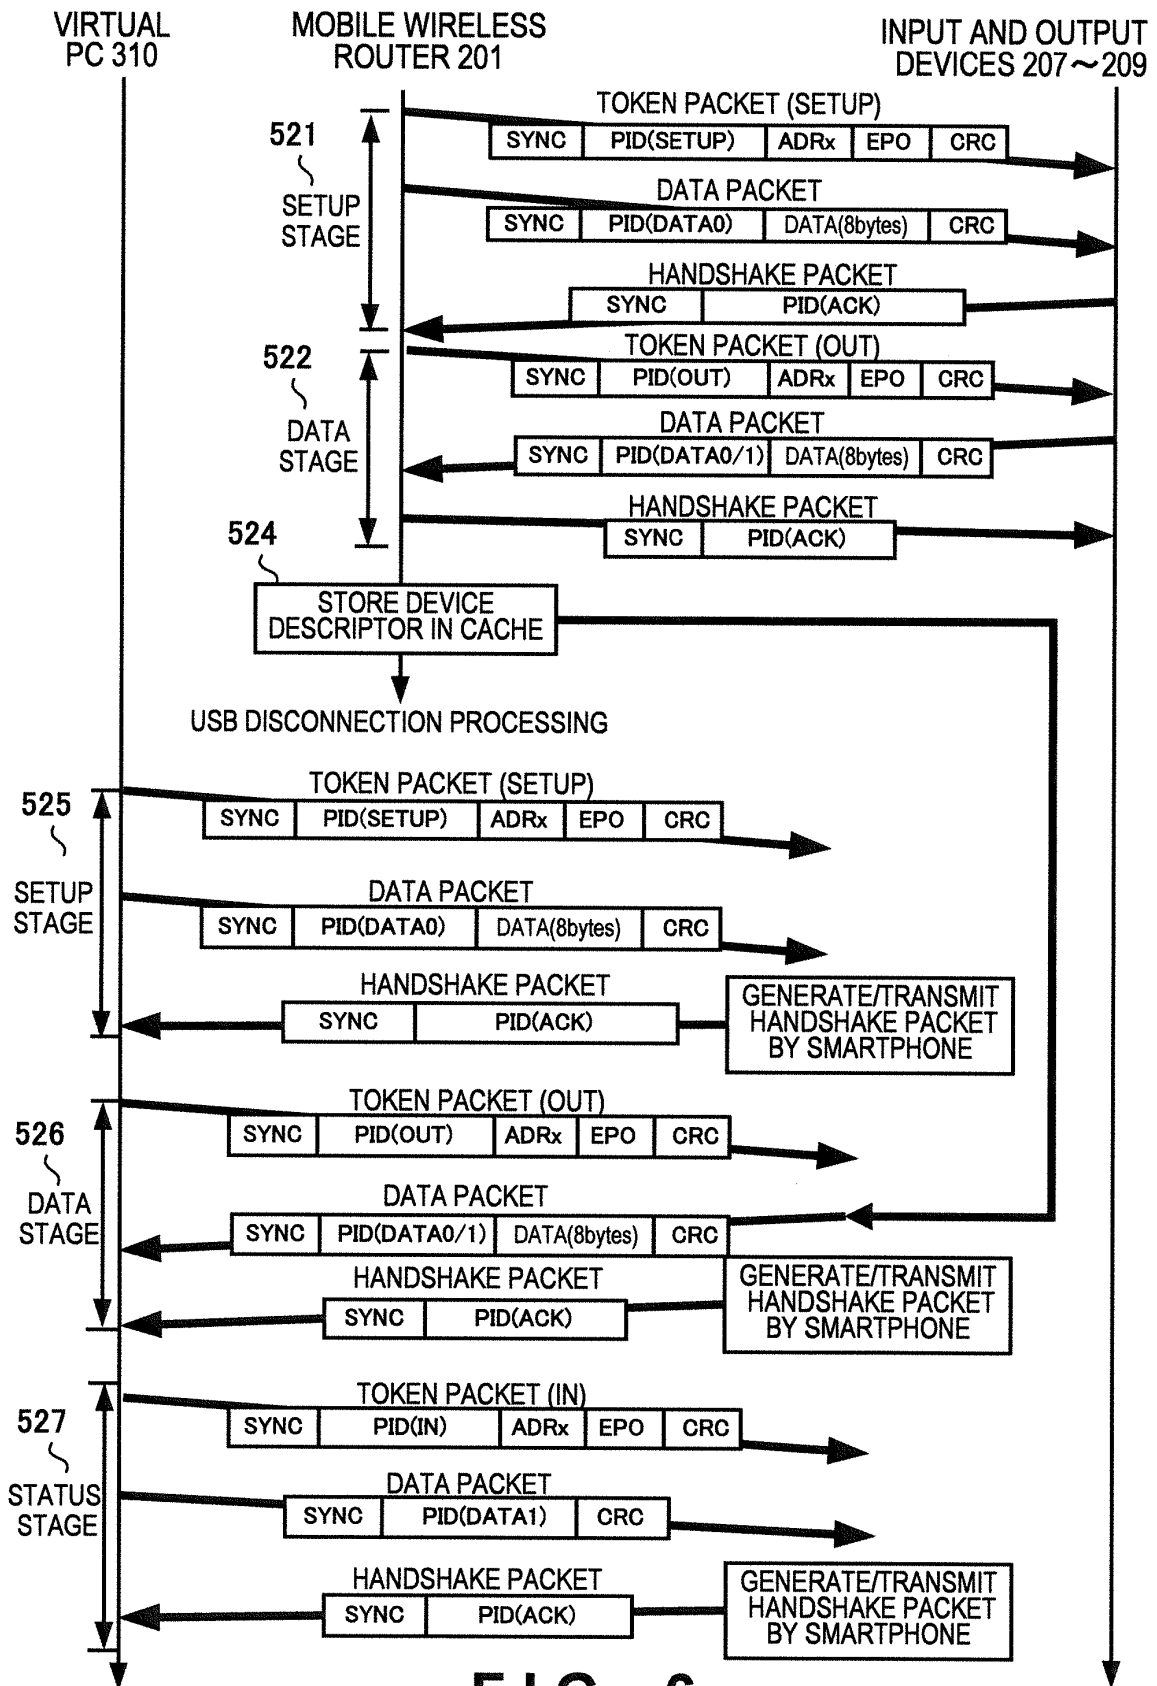 VIRTUAL
PC 310
MOBILE WIRELESS
ROUTER 201
INPUT AND OUTPUT
DEVICES 207～209
521
SETUP
STAGE
TOKEN PACKET (SETUP)
SYNC PID(SETUP) ADRx EPO CRC
DATA PACKET
SYNC PID(DATA0) DATA(8bytes) CRC
HANDSHAKE PACKET
SYNC PID(ACK)
522
DATA
STAGE
TOKEN PACKET (OUT)
SYNC PID(OUT) ADRx EPO CRC
DATA PACKET
SYNC PID(DATA0/1) DATA(8bytes) CRC
HANDSHAKE PACKET
SYNC PID(ACK)
524
STORE DEVICE
DESCRIPTOR IN CACHE
USB DISCONNECTION PROCESSING
525
SETUP
STAGE
TOKEN PACKET (SETUP)
SYNC PID(SETUP) ADRx EPO CRC
DATA PACKET
SYNC PID(DATA0) DATA(8bytes) CRC
HANDSHAKE PACKET
SYNC PID(ACK)
GENERATE/TRANSMIT
HANDSHAKE PACKET
BY SMARTPHONE
526
DATA
STAGE
TOKEN PACKET (OUT)
SYNC PID(OUT) ADRx EPO CRC
DATA PACKET
SYNC PID(DATA0/1) DATA(8bytes) CRC
HANDSHAKE PACKET
SYNC PID(ACK)
GENERATE/TRANSMIT
HANDSHAKE PACKET
BY SMARTPHONE
527
STATUS
STAGE
TOKEN PACKET (IN)
SYNC PID(IN) ADRx EPO CRC
DATA PACKET
SYNC PID(DATA1) CRC
HANDSHAKE PACKET
SYNC PID(ACK)
GENERATE/TRANSMIT
HANDSHAKE PACKET
BY SMARTPHONE